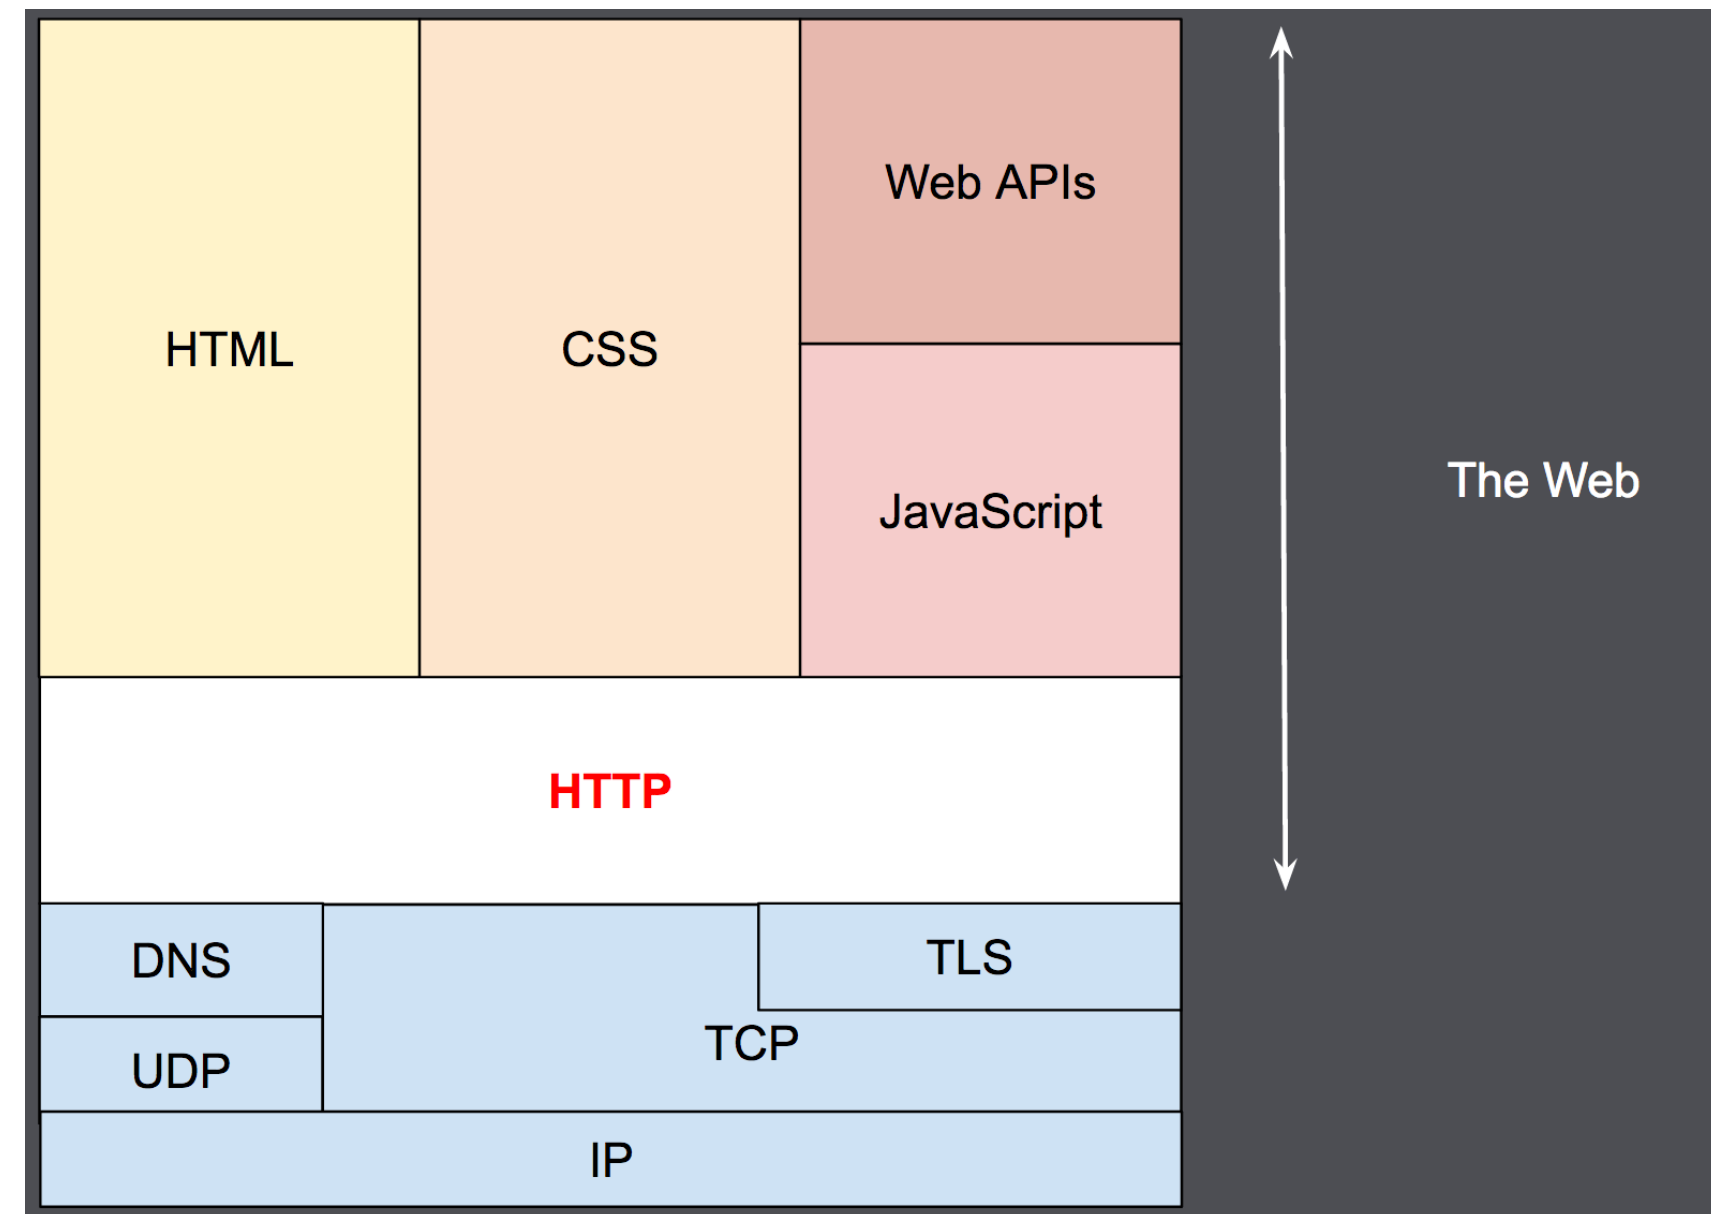 Web APIs
HTML
CSS
The Web
JavaScript
HTTP
DNS
TLS
TCP
UDP
IP